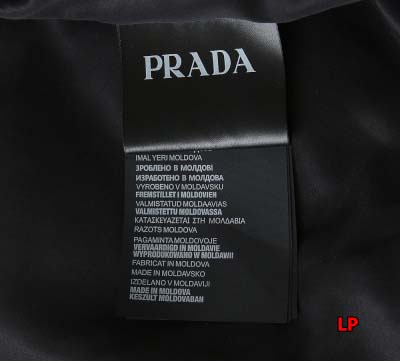 PRADA
IMAL YERI MOLDOVA
ЗРОБЛЕНО В МОЛДОВІ
ИЗРАБОТЕНО В МОЛДОВА
VYROBENO V MOLDAVSKU
FREMSTILLET I MOLDOVIEN
VALMISTATUD MOLDAAVIAS
VALMISTETTU MOLDOVASSA
ΚΑΤΑΣΚΕΥΑΖΕΤΑΙ ΣΤΗ ΜΟΛΔΑΒΙΑ
RAZOTS MOLDOVA
PAGAMINTA MOLDOVOJE
VERVAARDIGD IN MOLDAVIE
WYPRODUKOWANO W MOLDAWII
FABRICAT IN MOLDOVA
MADE IN MOLDAVSKO
IZDELANO V MOLDAVIJI
MADE IN MOLDOVA
KESZULT MOLDOVABAN
LP